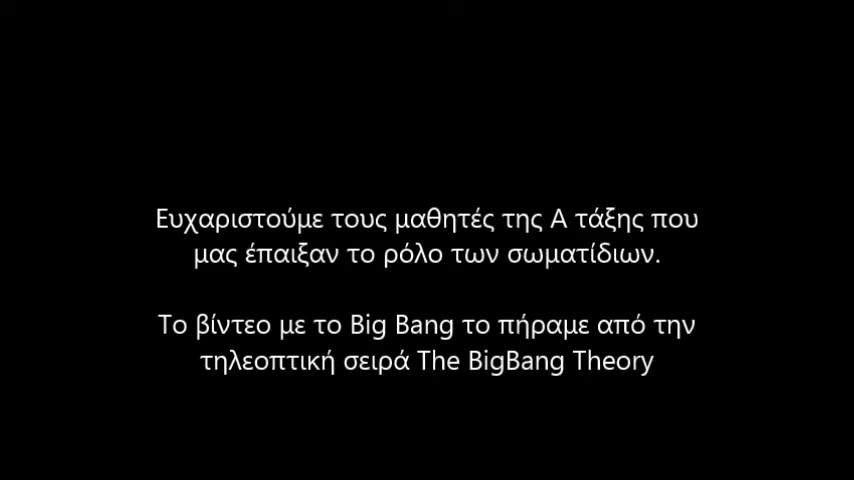 Ευχαριστούμε τους μαθητές της Α τάξης που
μας έπαιξαν το ρόλο των σωματίδιων.
Το βίντεο με το Big Bang το πήραμε από την
τηλεοπτική σειρά The BigBang Theory